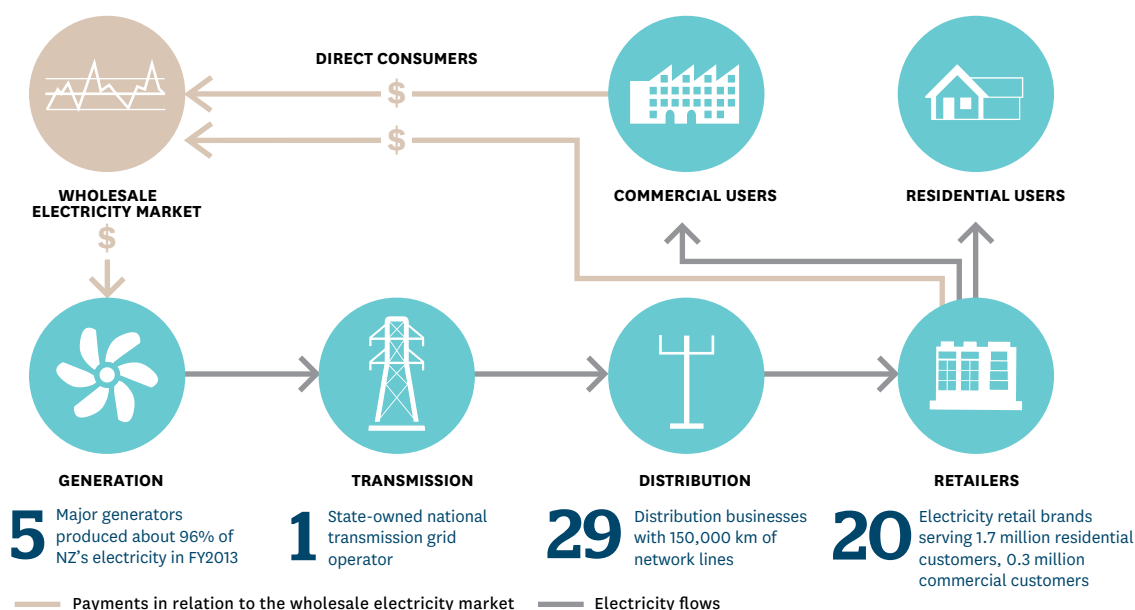 DIRECT CONSUMERS
$
$
WHOLESALE
ELECTRICITY MARKET
$
COMMERCIAL USERS
RESIDENTIAL USERS
GENERATION
5
Major generators
produced about 96% of
NZ's electricity in FY2013
TRANSMISSION
1
State-owned national
transmission grid
operator
DISTRIBUTION
29
Distribution businesses
with 150,000 km of
network lines
RETAILERS
20
Electricity retail brands
serving 1.7 million residential
customers, 0.3 million
commercial customers
Payments in relation to the wholesale electricity market
Electricity flows